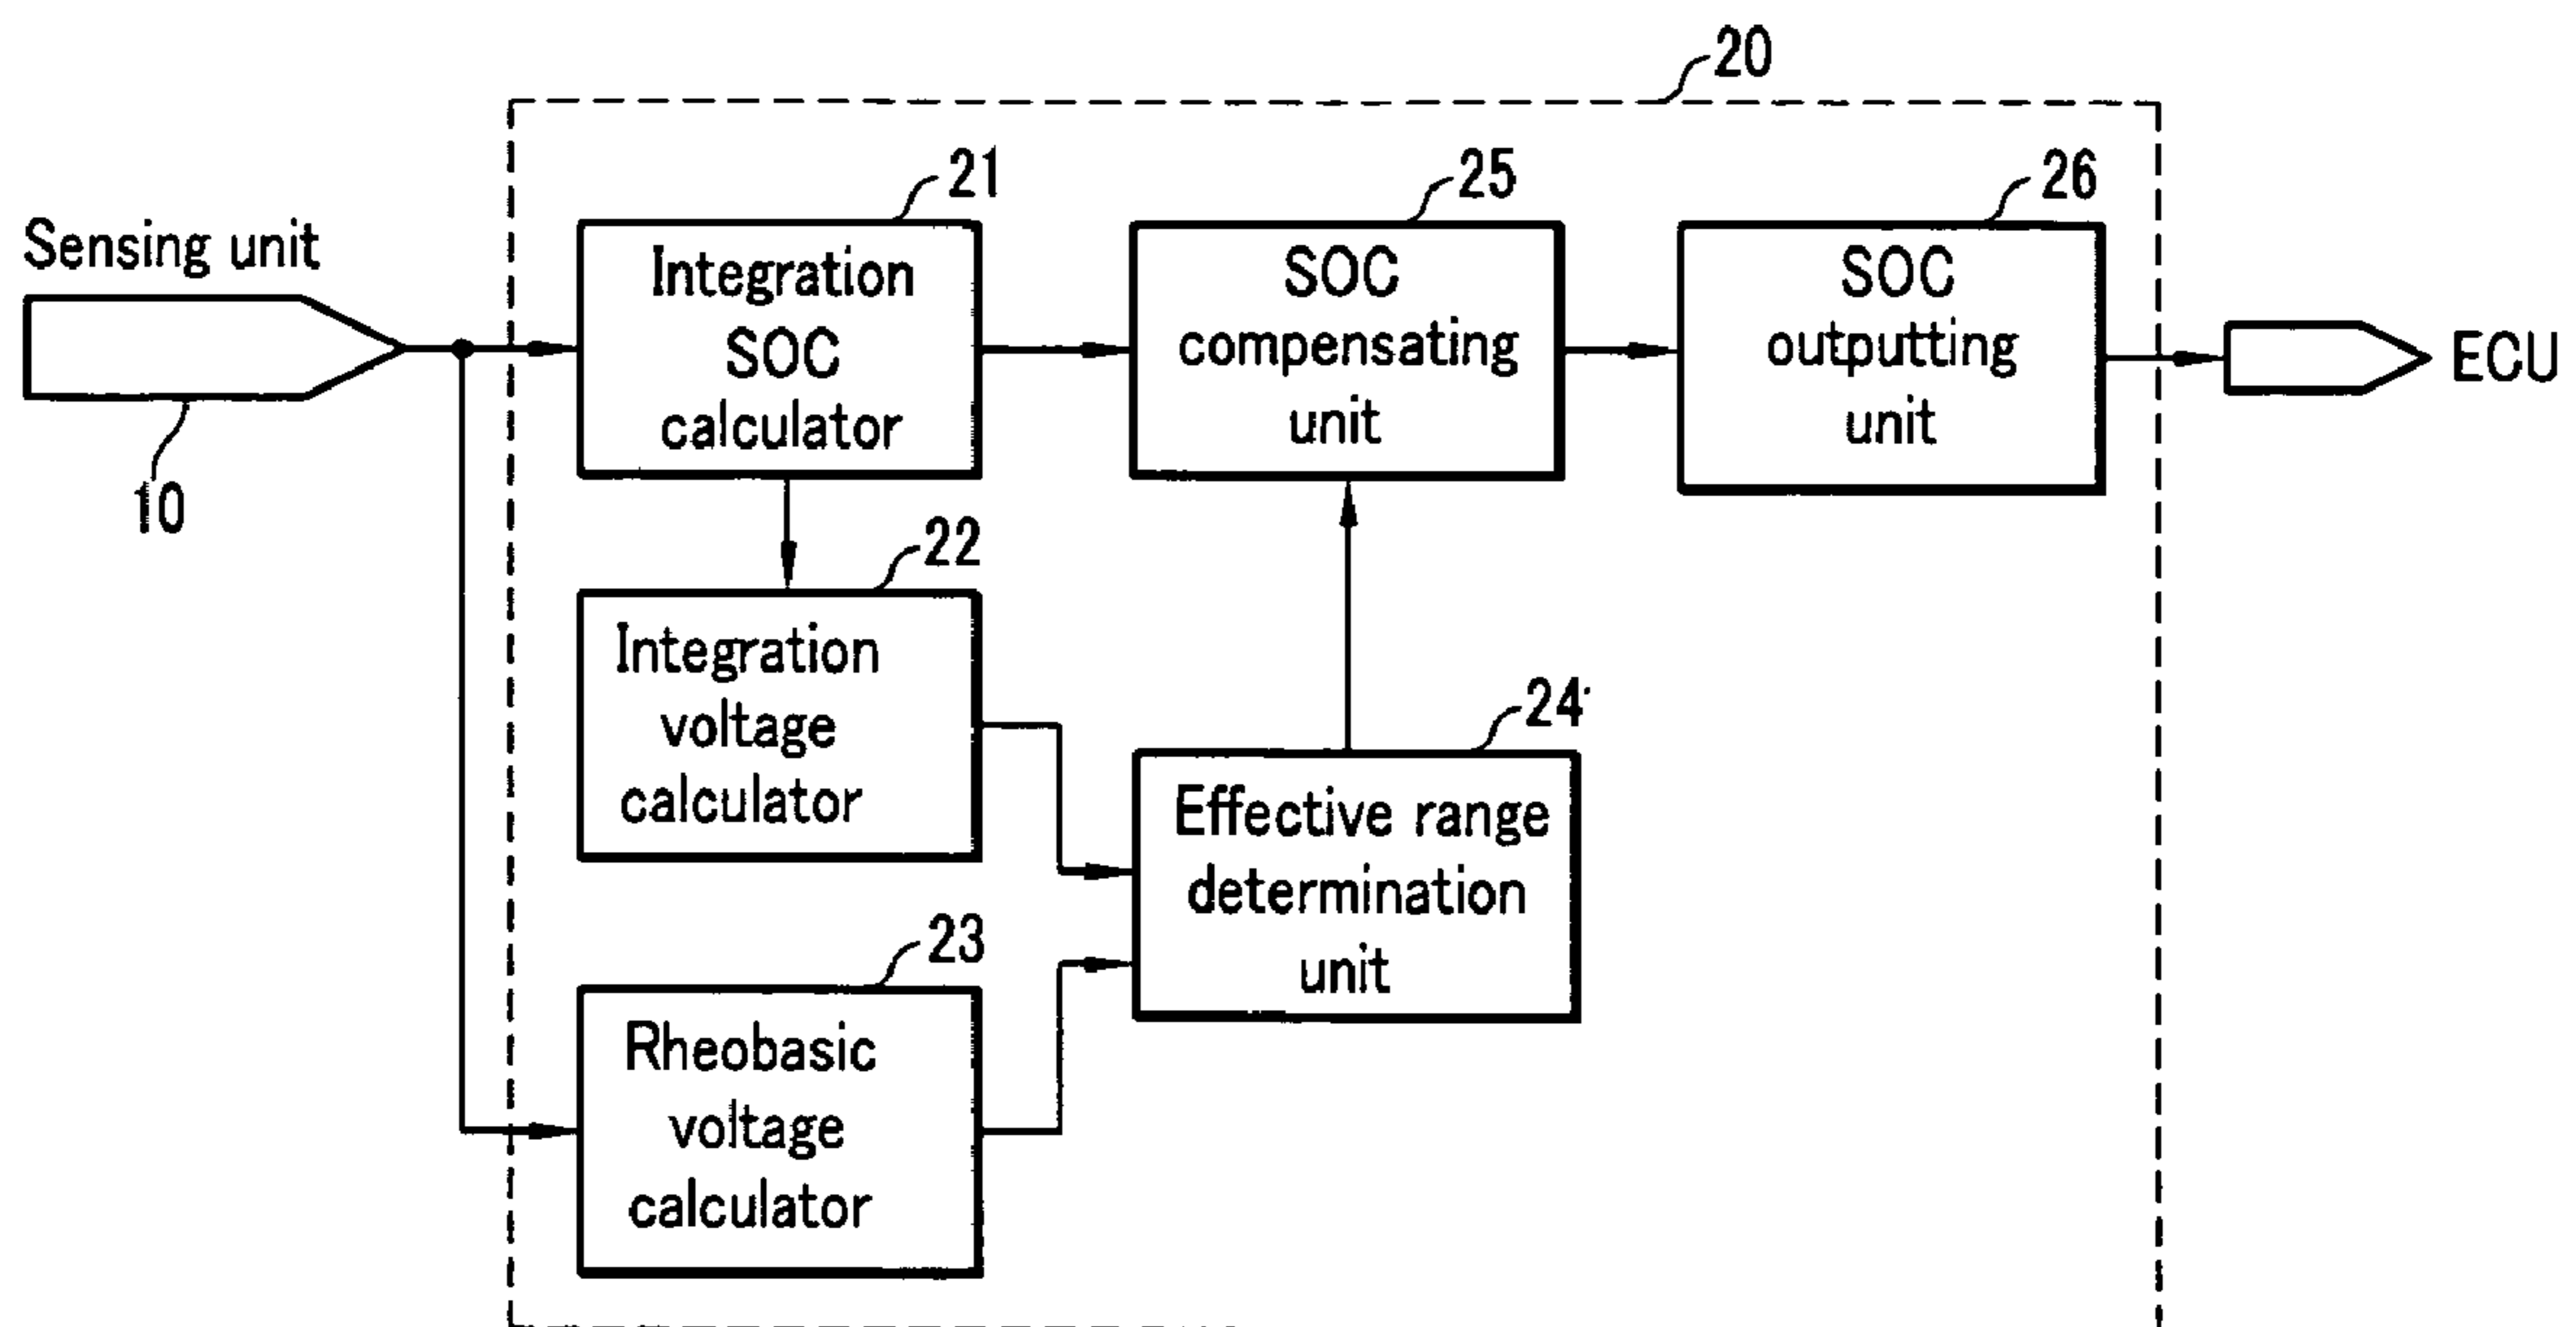 20
21
25
26
Sensing unit
Integration
SOC
calculator
SOC
compensating
unit
SOC
outputting
unit
ECU
10
22
Integration
voltage
calculator
24
Effective range
determination
unit
23
Rheobasic
voltage
calculator